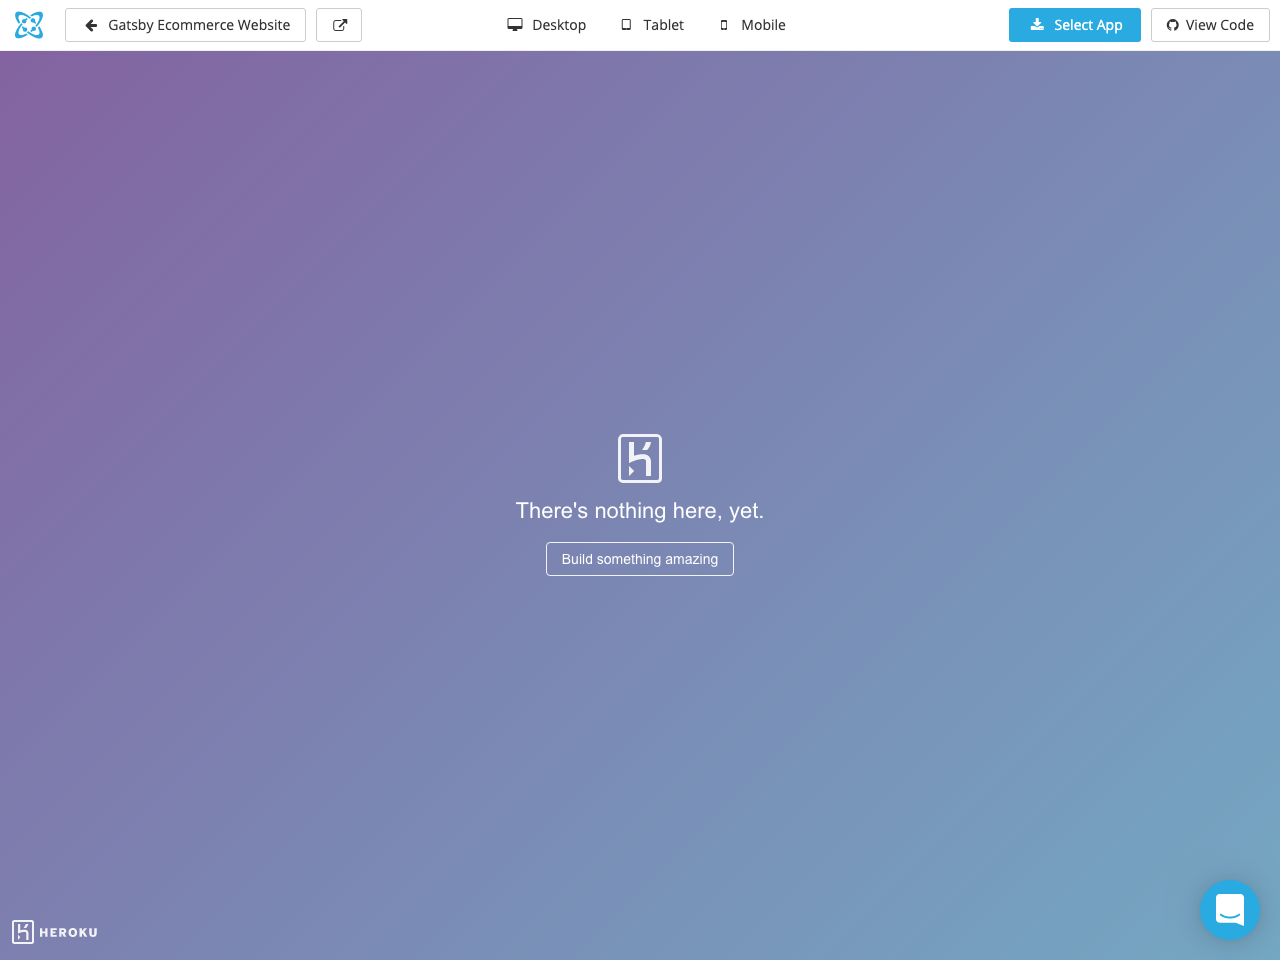 Gatsby Ecommerce Website
Desktop
Tablet
Mobile
Select App
View Code
There's nothing here, yet.
Build something amazing
HEROKU